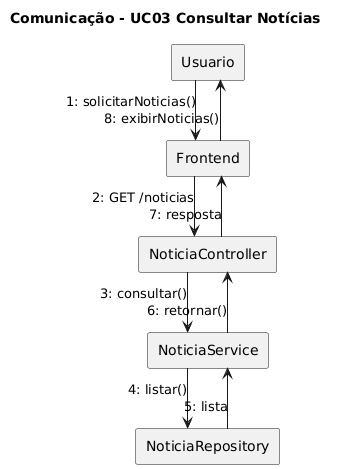 Comunicação - UC03 Consultar Notícias
Usuario
1: solicitarNoticias()
8: exibirNoticias()
Frontend
2: GET /noticias
7: resposta
NoticiaController
3: consultar()
6: retornar()
NoticiaService
4: listar()
5: lista
NoticiaRepository